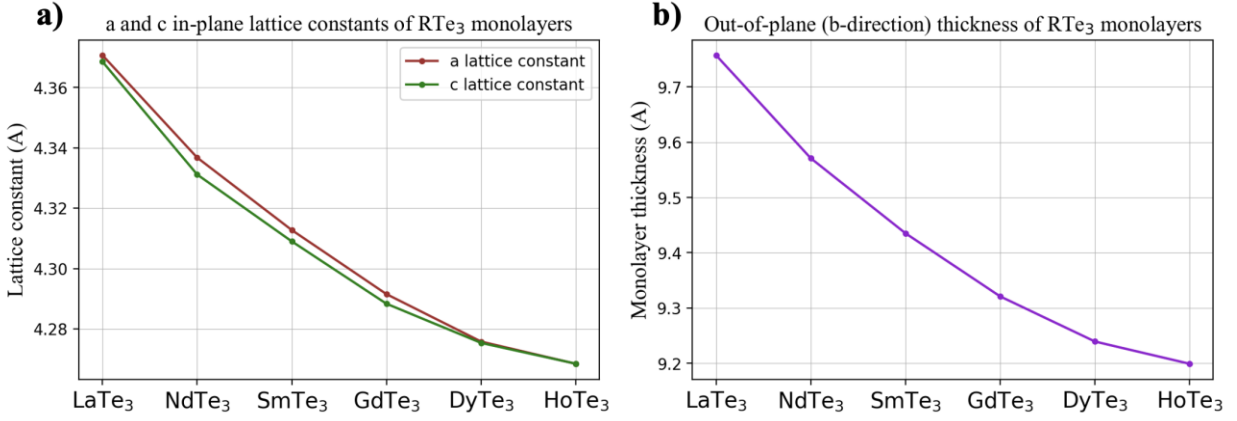 a)
a and c in-plane lattice constants of RTe₃ monolayers
a lattice constant
c lattice constant
Lattice constant (A)
4.36
4.34
4.32
4.30
4.28
LaTe₃ NdTe₃ SmTe₃ GdTe₃ DyTe₃ HoTe₃
b)
Out-of-plane (b-direction) thickness of RTe₃ monolayers
Monolayer thickness (A)
9.7
9.6
9.5
9.4
9.3
9.2
LaTe₃ NdTe₃ SmTe₃ GdTe₃ DyTe₃ HoTe₃